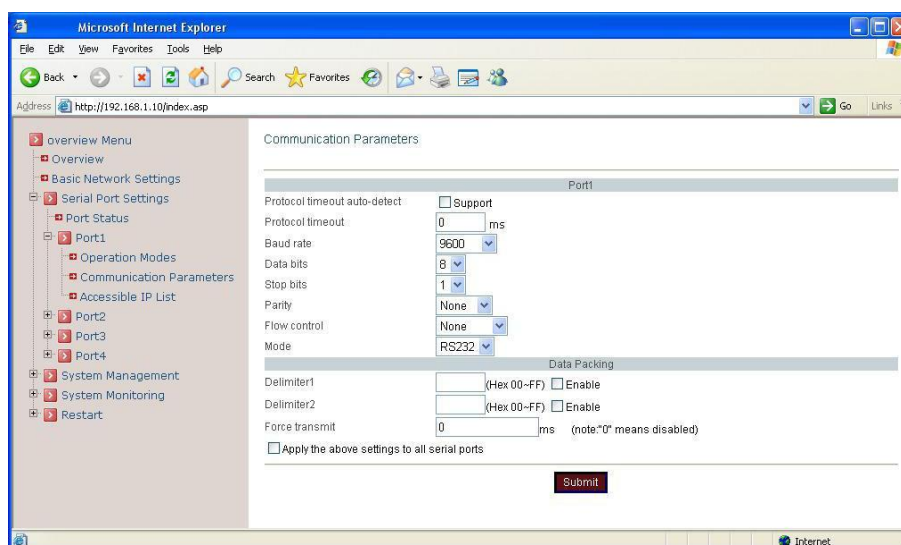 Microsoft Internet Explorer
File Edit View Favorites Tools Help
Back Search Favorites
Address http://192.168.1.10/index.asp Go Links
overview Menu
Overview
Basic Network Settings
Serial Port Settings
Port Status
Port1
Operation Modes
Communication Parameters
Accessible IP List
Port2
Port3
Port4
System Management
System Monitoring
Restart
Communication Parameters
Port1
Protocol timeout auto-detect Support
Protocol timeout 0 ms
Baud rate 9600
Data bits 8
Stop bits 1
Parity None
Flow control None
Mode RS232
Data Packing
Delimiter1 (Hex 00~FF) Enable
Delimiter2 (Hex 00~FF) Enable
Force transmit 0 ms (note:"0" means disabled)
Apply the above settings to all serial ports
Submit
Internet